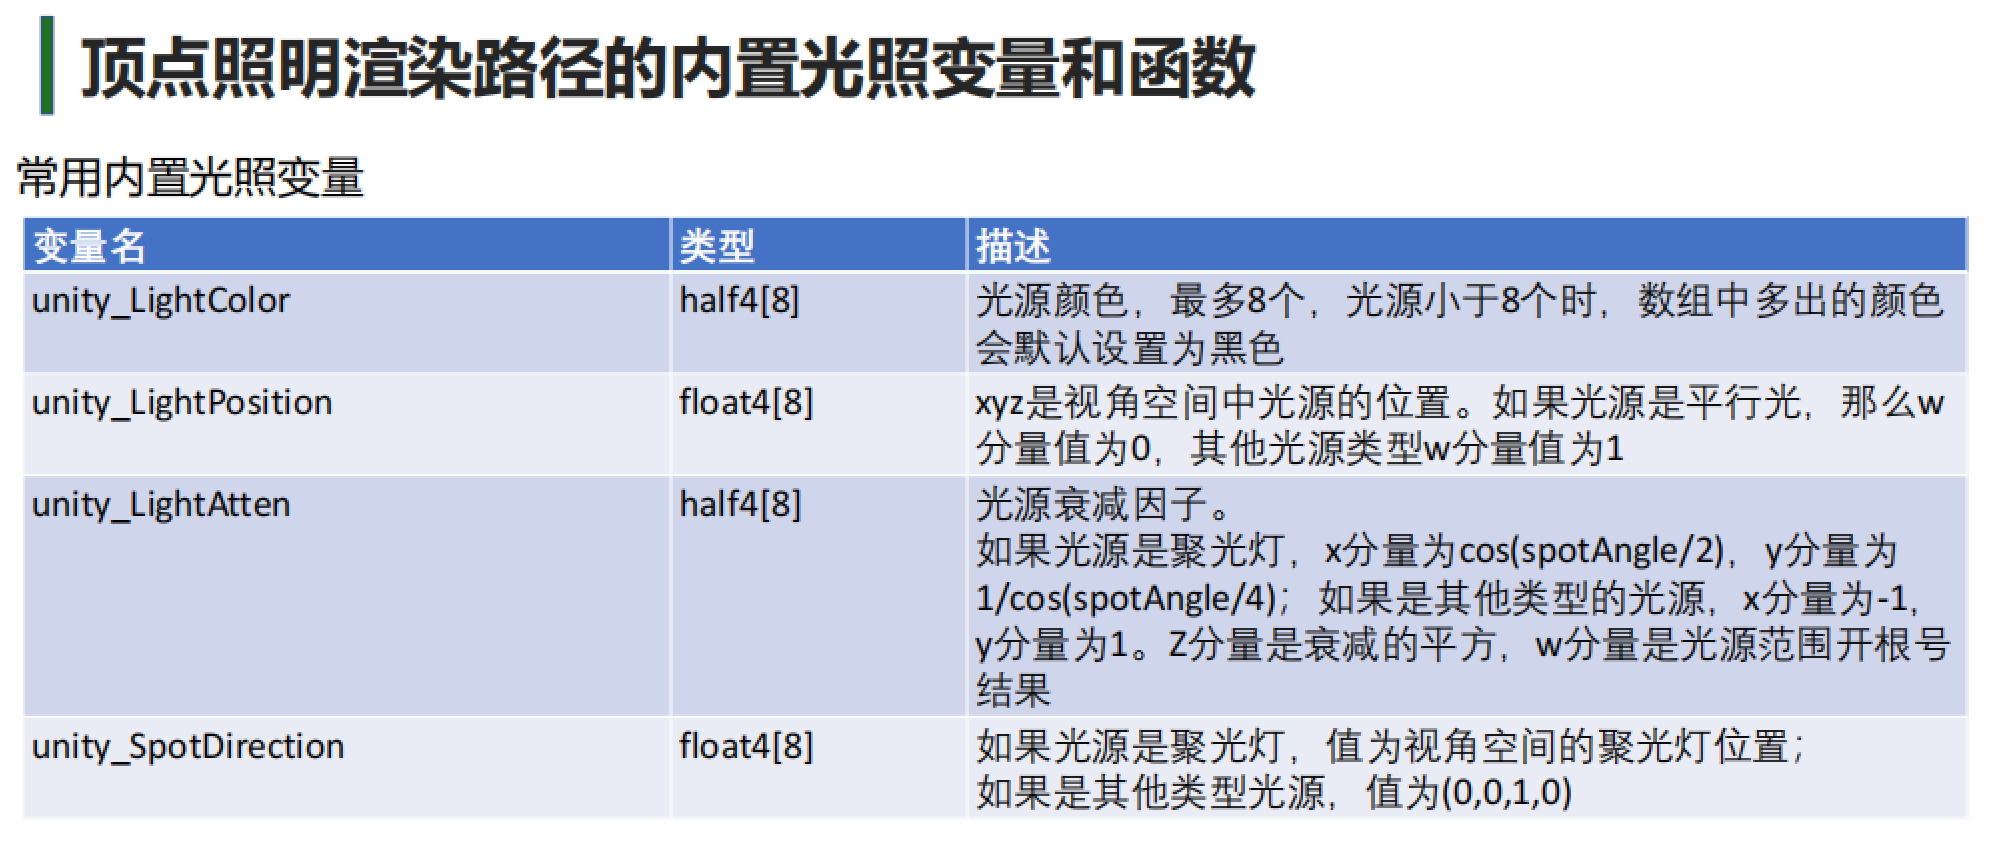 顶点照明渲染路径的内置光照变量和函数
常用内置光照变量
变量名 类型 描述
unity_LightColor half4[8] 光源颜色，最多8个，光源小于8个时，数组中多出的颜色
会默认设置为黑色
unity_LightPosition float4[8] xyz是视角空间中光源的位置。如果光源是平行光，那么w
分量值为0，其他光源类型w分量值为1
unity_LightAtten half4[8] 光源衰减因子。
如果光源是聚光灯，x分量为cos(spotAngle/2)，y分量为
1/cos(spotAngle/4)；如果是其他类型的光源，x分量为-1，
y分量为1。Z分量是衰减的平方，w分量是光源范围开根号
结果
unity_SpotDirection float4[8] 如果光源是聚光灯，值为视角空间的聚光灯位置；
如果是其他类型光源，值为(0,0,1,0)